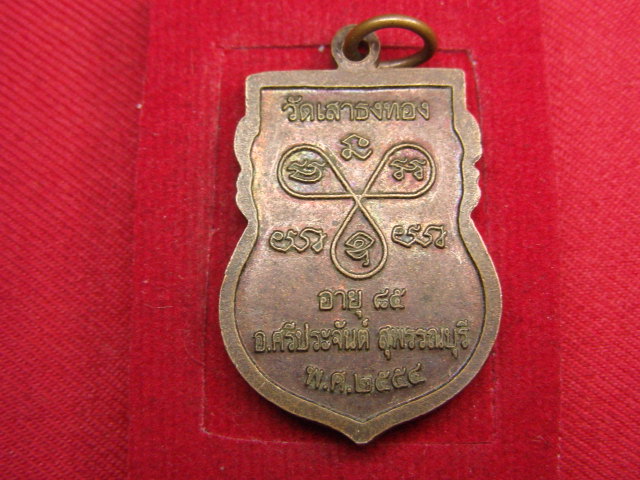 วัดเสาธงทอง
อายุ ๘๕
อ.ศรีประจันต์ สุพรรณบุรี
พ.ศ.๒๕๕๔